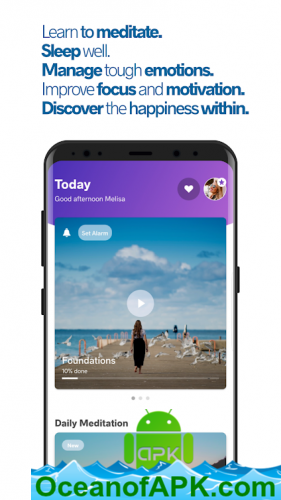 Learn to meditate.
Sleep well.
Manage tough emotions.
Improve focus and motivation.
Discover the happiness within.
Today
Good afternoon Melisa
Set Alarm
Foundations
10% done
Daily Meditation
New
APK
OceanofAPK.com